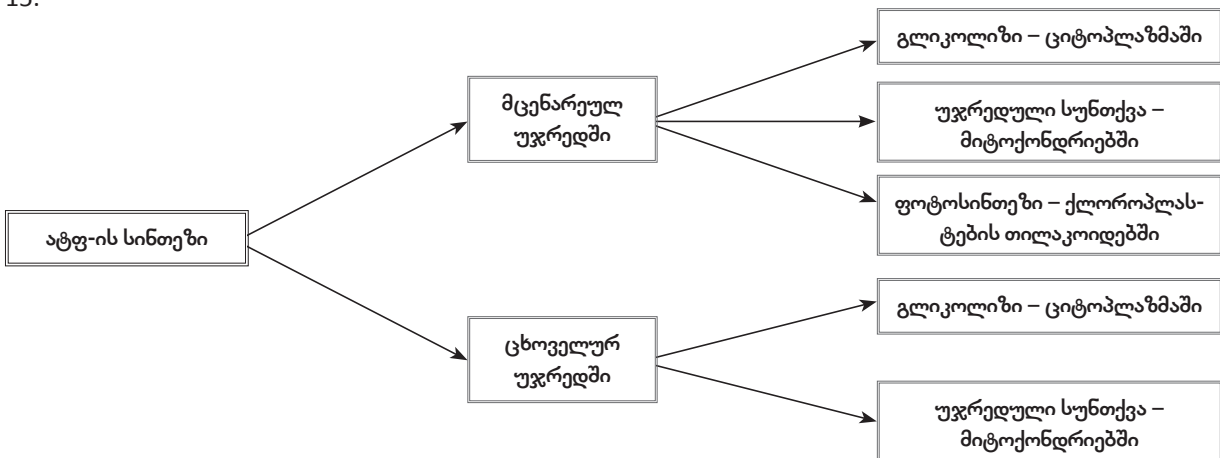 15.
გლიკოლიზი – ციტოპლაზმაში
მცენარეულ
უჯრედში
უჯრედული სუნთქვა –
მიტოქონდრიებში
ფოტოსინთეზი – ქლოროპლას-
ტების თილაკოიდებში
ატფ-ის სინთეზი
გლიკოლიზი – ციტოპლაზმაში
ცხოველურ
უჯრედში
უჯრედული სუნთქვა –
მიტოქონდრიებში